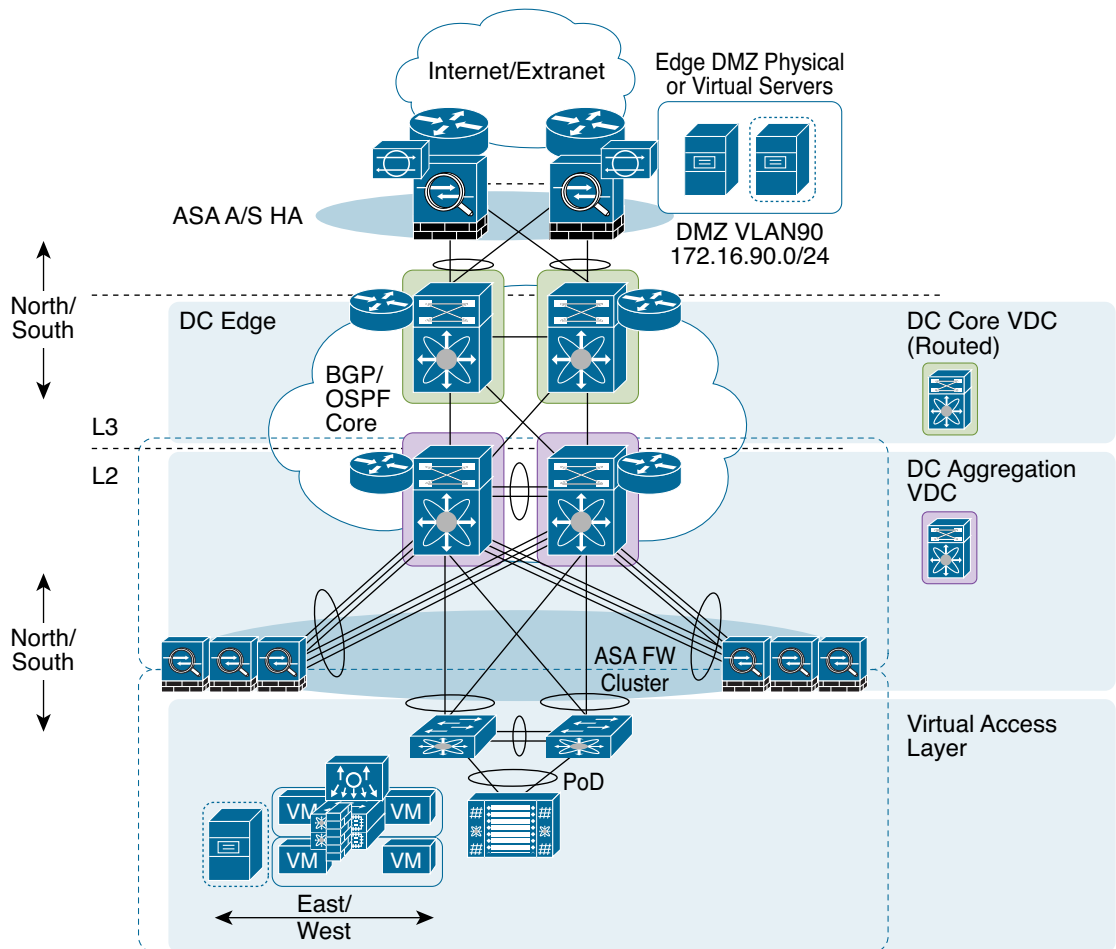 Internet/Extranet
Edge DMZ Physical
or Virtual Servers
ASA A/S HA
DMZ VLAN90
172.16.90.0/24
North/
South
DC Edge
DC Core VDC
(Routed)
BGP/
OSPF
Core
L3
L2
DC Aggregation
VDC
North/
South
ASA FW
Cluster
Virtual Access
Layer
PoD
VM
VM
VM
VM
East/
West